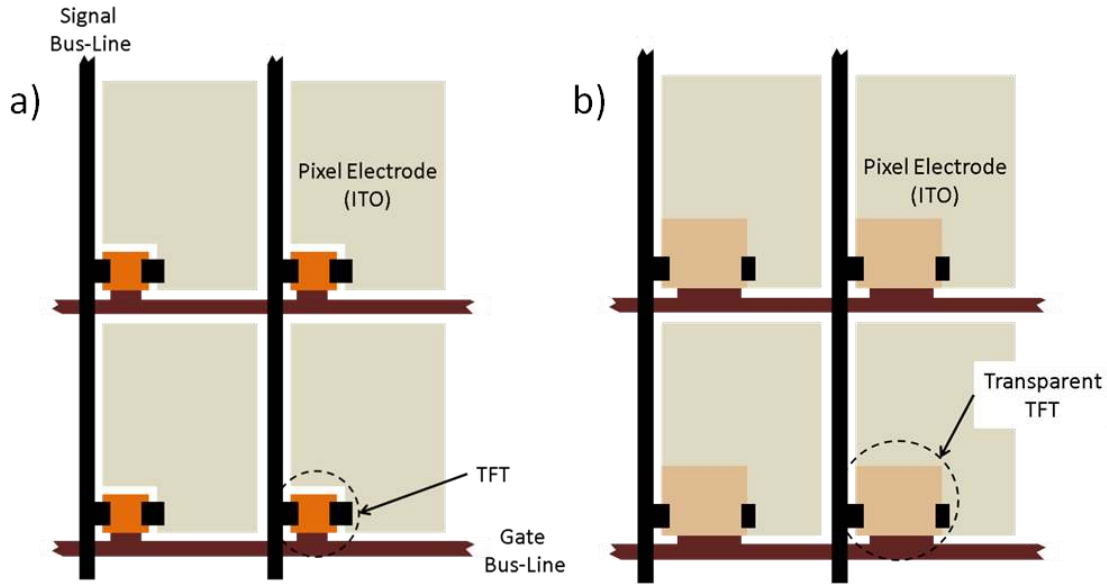 Signal
Bus-Line
a)
Pixel Electrode
(ITO)
TFT
Gate
Bus-Line
b)
Pixel Electrode
(ITO)
Transparent
TFT